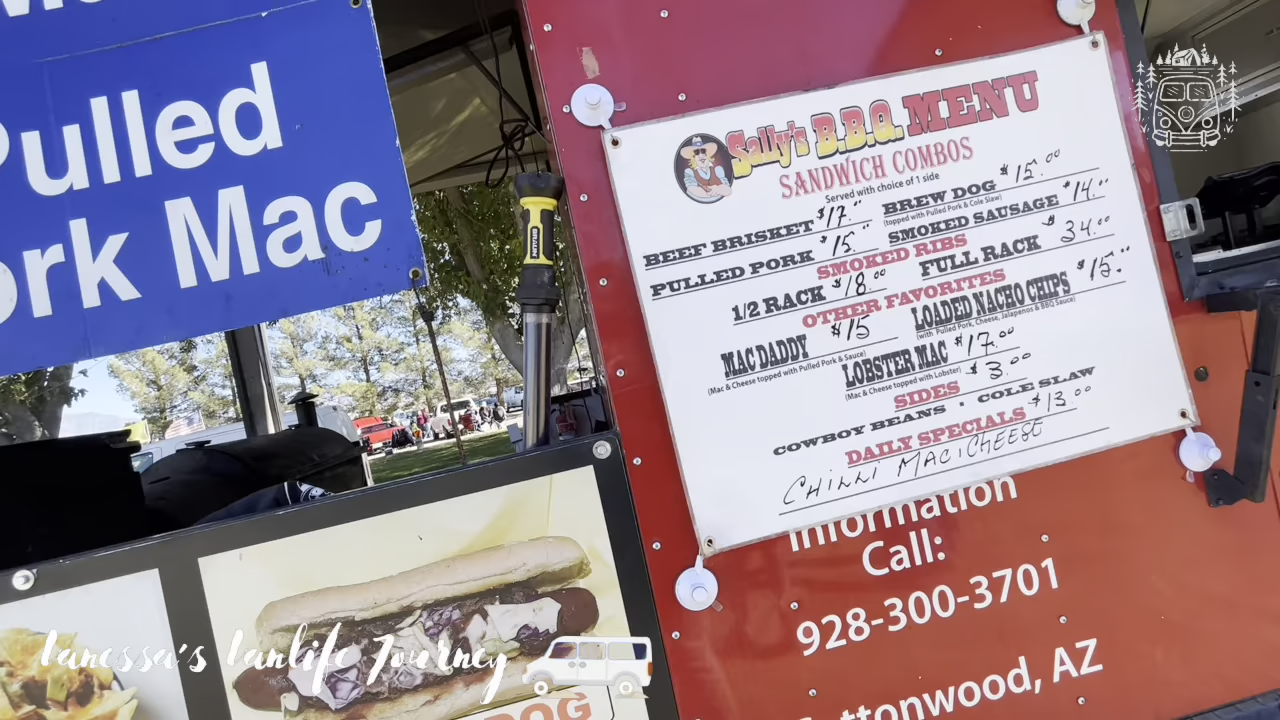 Pulled
Mac
Sally's B.B.Q. MENU
SANDWICH COMBOS
Served with choice of 1 side
BEEF BRISKET $17.00
BREW DOG $15.00
(topped with Pulled Pork & Cole Slaw)
PULLED PORK $15.00
SMOKED SAUSAGE $14.00
SMOKED RIBS
1/2 RACK $18.00
FULL RACK $34.00
OTHER FAVORITES
MAC DADDY $15
(Mac & Cheese topped with Pulled Pork & Sauce)
LOADED NACHO CHIPS $15.00
(with Pulled Pork, Cheese, Jalapenos & BBQ Sauce)
LOBSTER MAC $17.00
(Mac & Cheese topped with Lobster)
SIDES $3.00
COWBOY BEANS • COLE SLAW
DAILY SPECIALS $13.00
CHILLI MAC|CHEESE
Information
Call:
928-300-3701
Cottonwood, AZ
BRAUN
DOG
Vanessa's Vanlife Journey